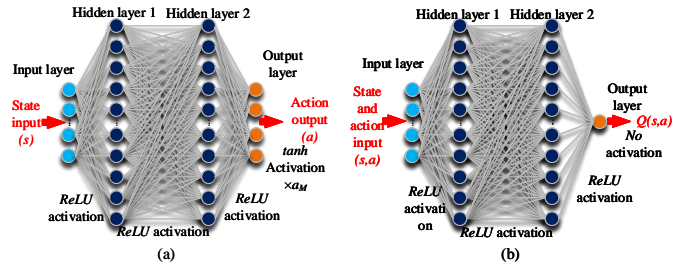 Hidden layer 1
Hidden layer 2
Input layer
Output
layer
State
input
(s)
Action
output
(a)
tanh
Activation
×aM
ReLU
activation
ReLU
activation
ReLU activation
(a)
Hidden layer 1
Hidden layer 2
Input layer
State
and
action
input
(s,a)
Output
layer
Q(s,a)
No
activation
ReLU
activati
on
ReLU
activation
ReLU activation
(b)